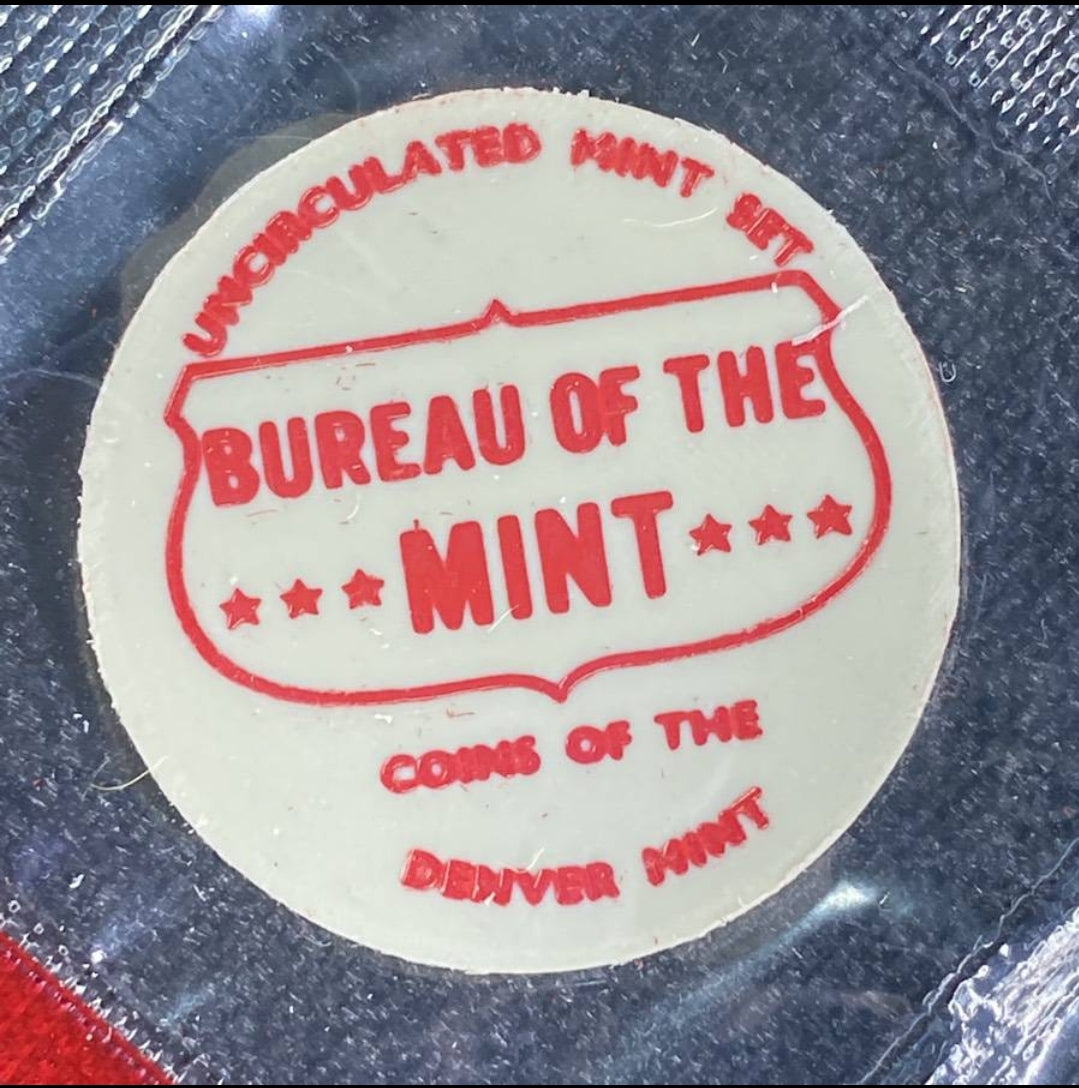 UNCIRCULATED MINT SET
BUREAU OF THE
MINT
COINS OF THE
DENVER MINT